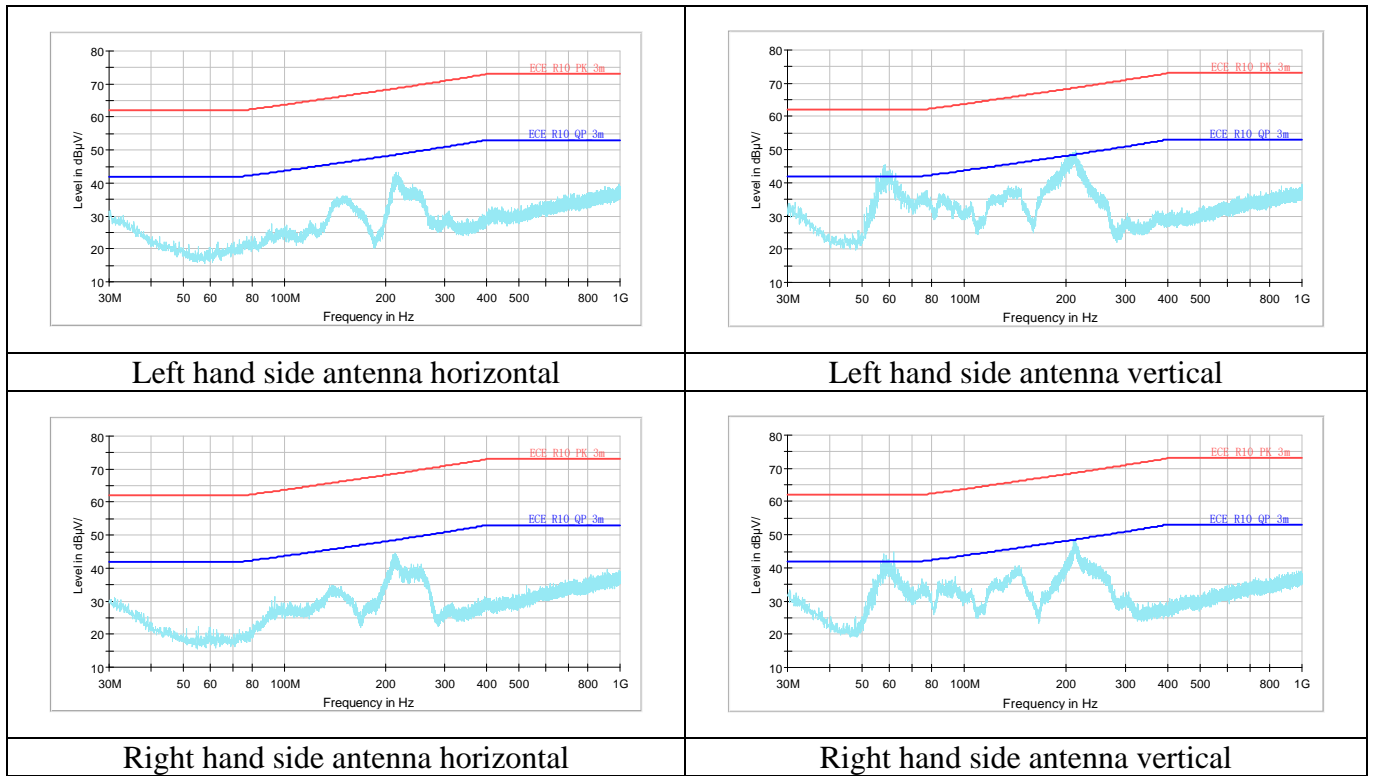 80
70
60
50
40
30
20
10
Level in dBµV/
ECE R10 PK 3m
ECE R10 QP 3m
30M 50 60 80 100M 200 300 400 500 800 1G
Frequency in Hz
80
70
60
50
40
30
20
10
Level in dBµV/
ECE R10 PK 3m
ECE R10 QP 3m
30M 50 60 80 100M 200 300 400 500 800 1G
Frequency in Hz
Left hand side antenna horizontal
Left hand side antenna vertical
80
70
60
50
40
30
20
10
Level in dBµV/
ECE R10 PK 3m
ECE R10 QP 3m
30M 50 60 80 100M 200 300 400 500 800 1G
Frequency in Hz
80
70
60
50
40
30
20
10
Level in dBµV/
ECE R10 PK 3m
ECE R10 QP 3m
30M 50 60 80 100M 200 300 400 500 800 1G
Frequency in Hz
Right hand side antenna horizontal
Right hand side antenna vertical